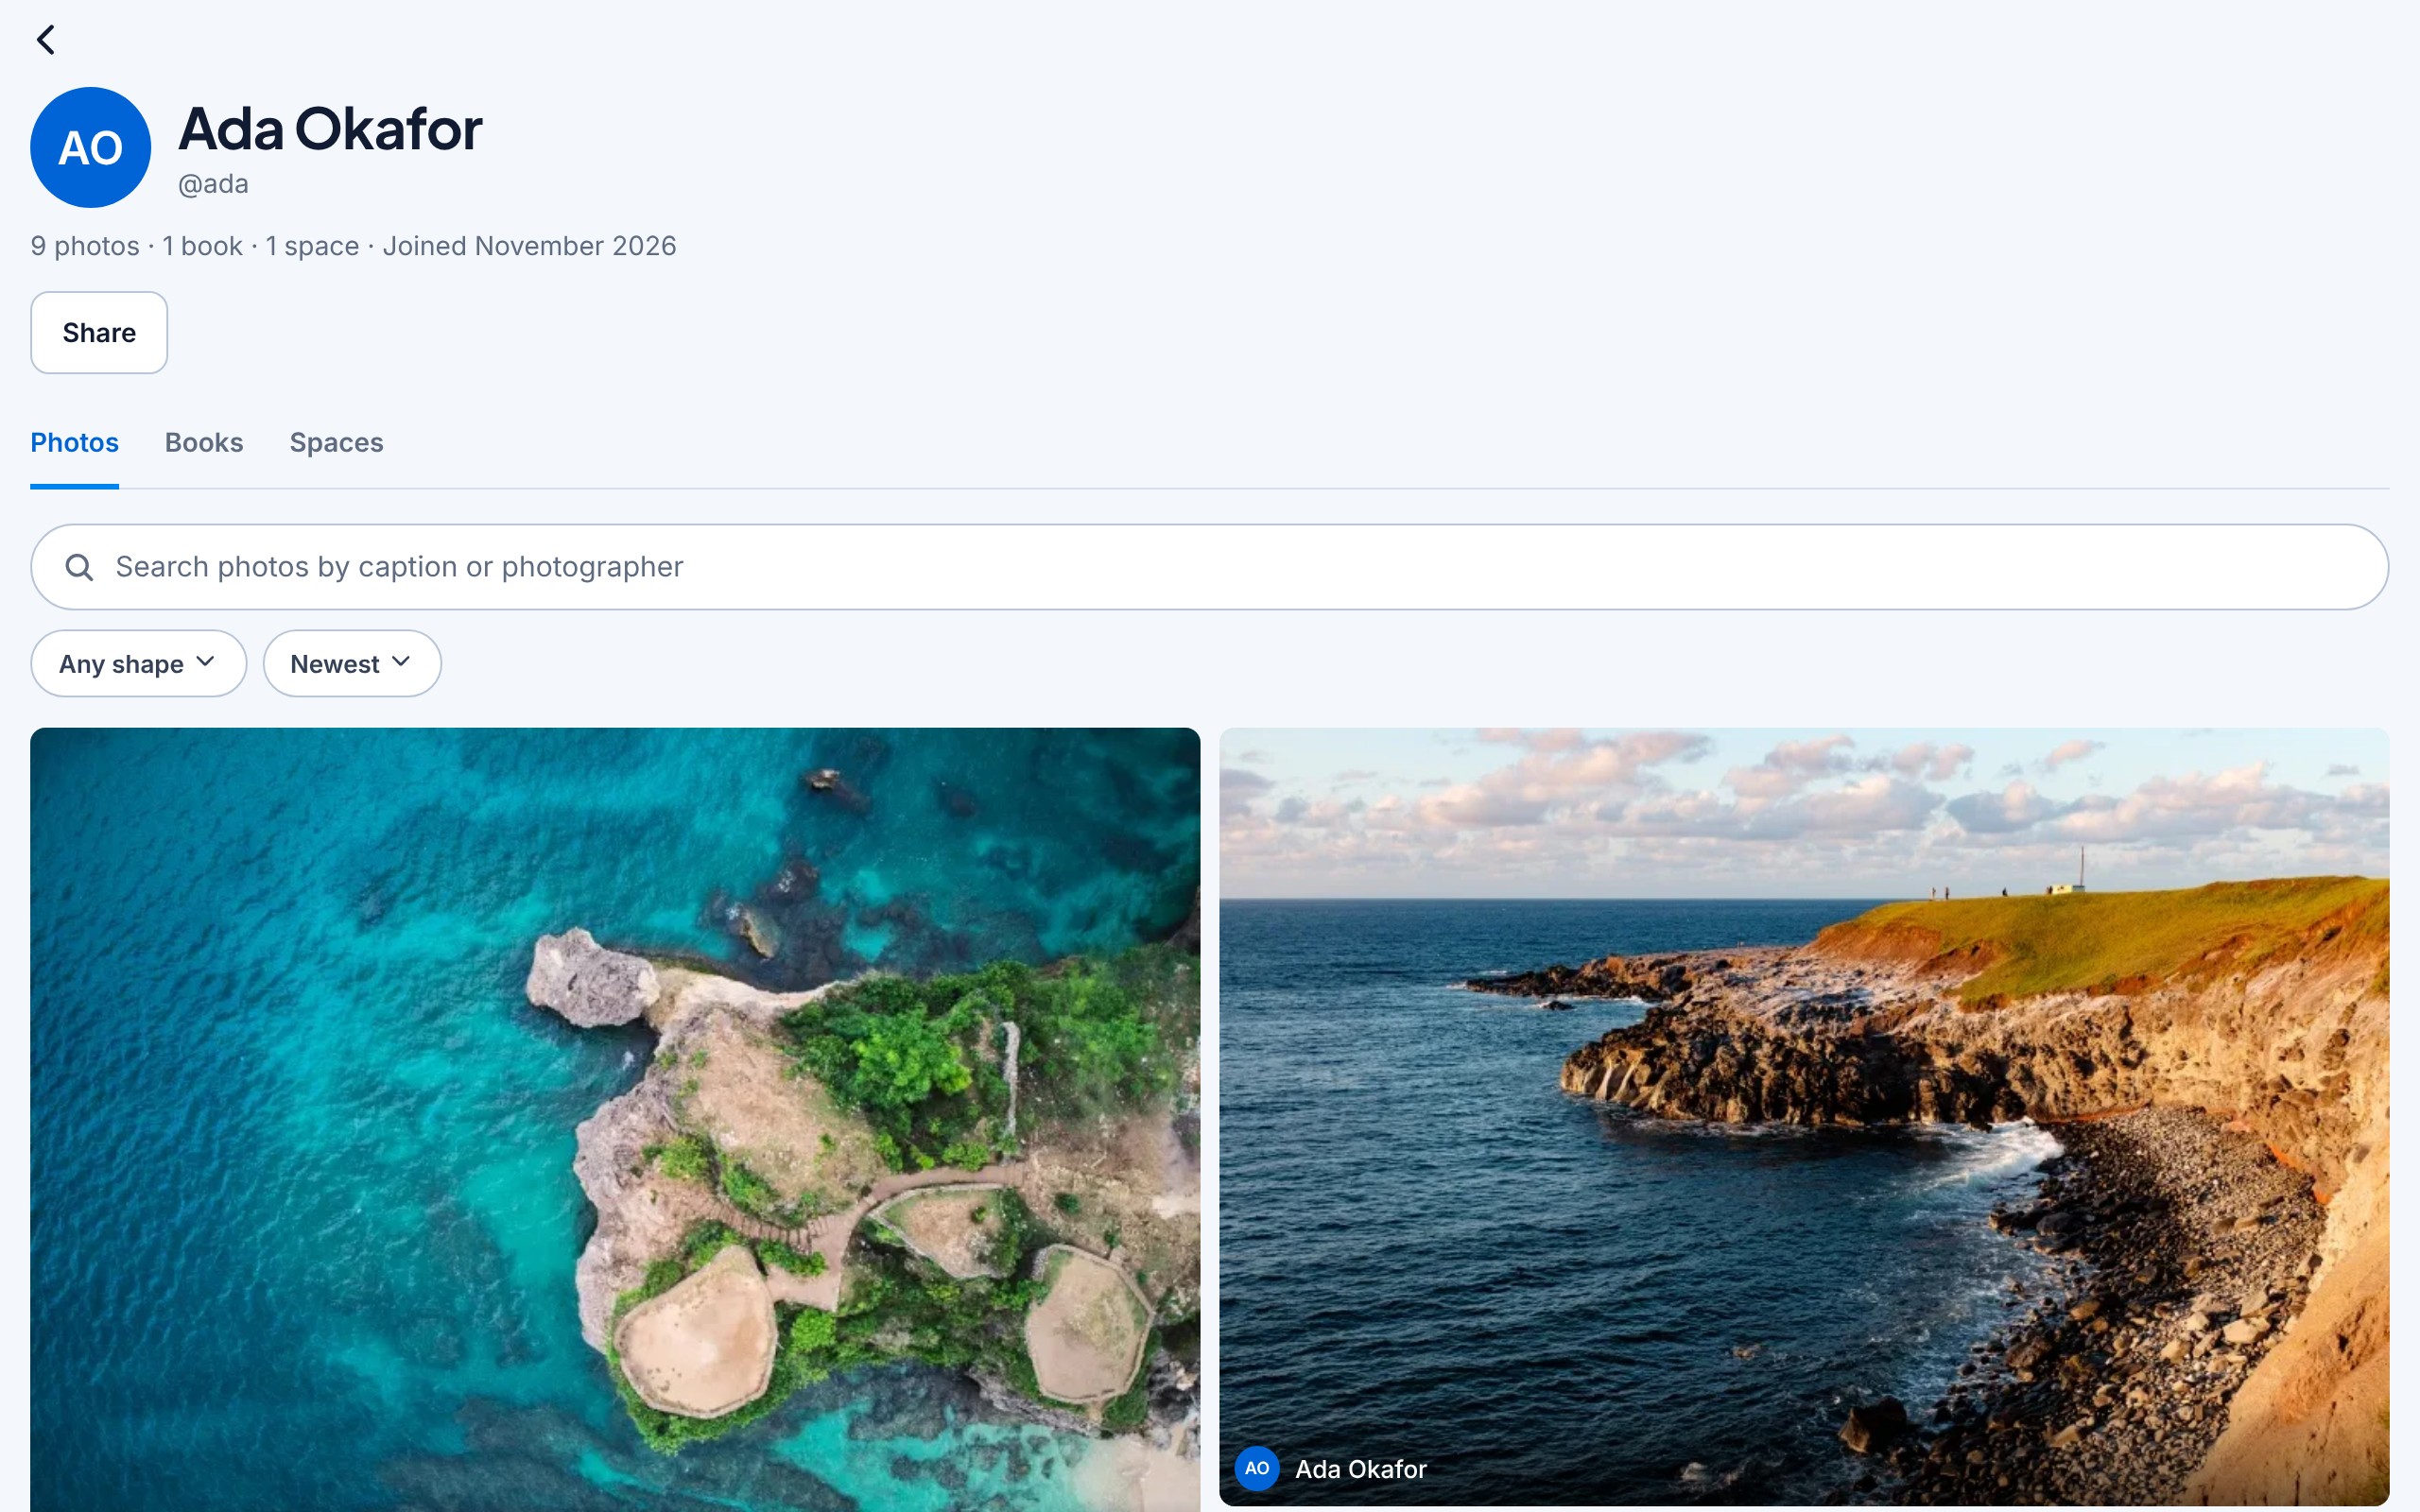 AO
Ada Okafor
@ada
9 photos · 1 book · 1 space · Joined November 2026
Share
Photos Books Spaces
Search photos by caption or photographer
Any shape Newest
AO Ada Okafor